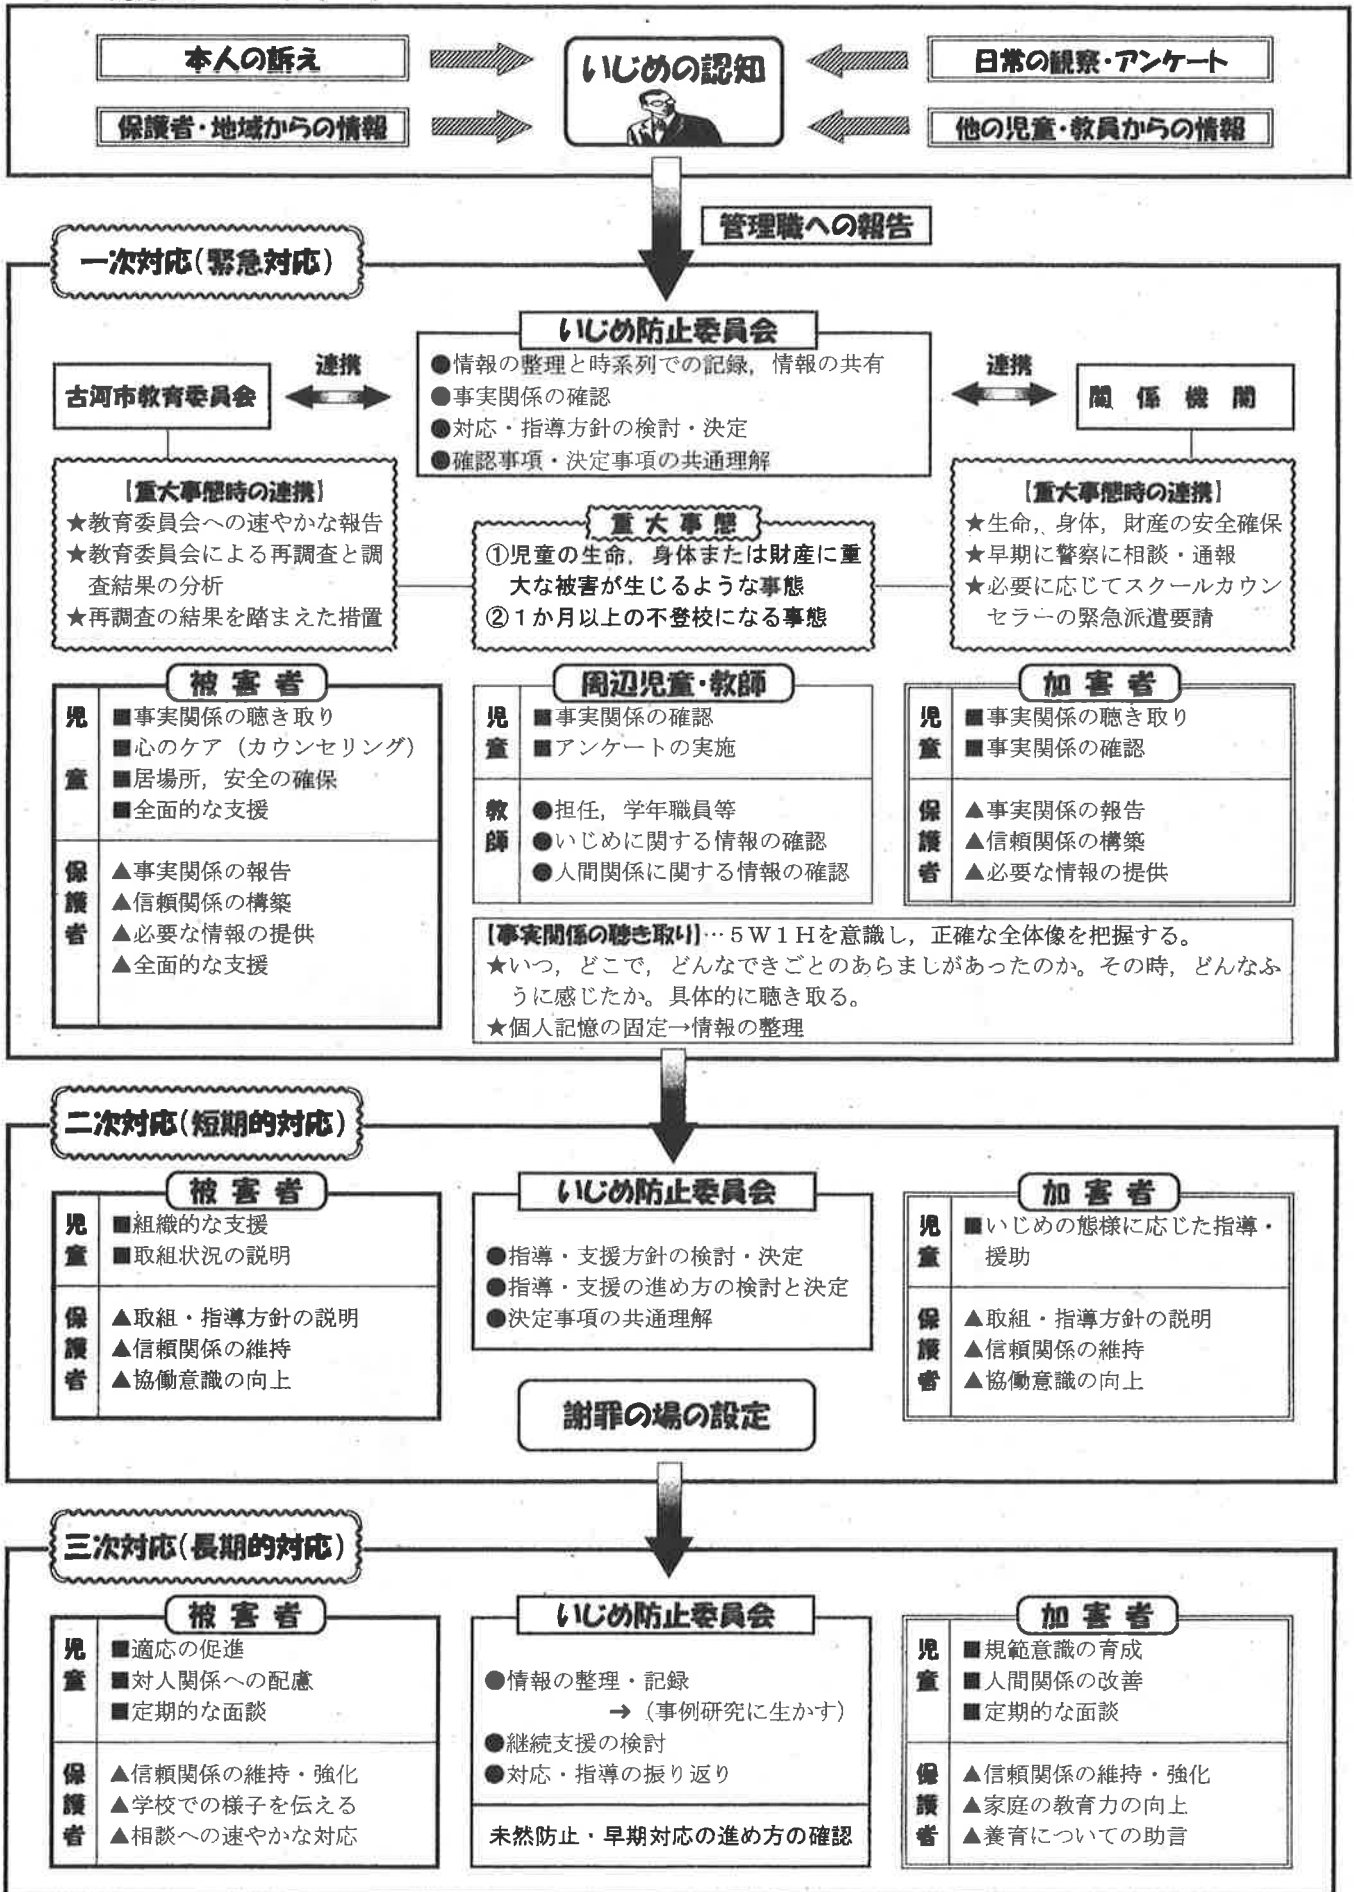 本人の訴え
いじめの認知
日常の観察・アンケート
保護者・地域からの情報
他の児童・教員からの情報
管理職への報告
一次対応(緊急対応)
いじめ防止委員会
●情報の整理と時系列での記録，情報の共有
●事実関係の確認
●対応・指導方針の検討・決定
●確認事項・決定事項の共通理解
連携
古河市教育委員会
連携
関係機関
【重大事態時の連携】
★教育委員会への速やかな報告
★教育委員会による再調査と調
査結果の分析
★再調査の結果を踏まえた措置
重大事態
①児童の生命，身体または財産に重
大な被害が生じるような事態
②１か月以上の不登校になる事態
【重大事態時の連携】
★生命，身体，財産の安全確保
★早期に警察に相談・通報
★必要に応じてスクールカウン
セラーの緊急派遣要請
被害者
児童
■事実関係の聴き取り
■心のケア（カウンセリング）
■居場所，安全の確保
■全面的な支援
保護者
▲事実関係の報告
▲信頼関係の構築
▲必要な情報の提供
▲全面的な支援
周辺児童・教師
児童
■事実関係の確認
■アンケートの実施
教師
●担任，学年職員等
●いじめに関する情報の確認
●人間関係に関する情報の確認
加害者
児童
■事実関係の聴き取り
■事実関係の確認
保護者
▲事実関係の報告
▲信頼関係の構築
▲必要な情報の提供
【事実関係の聴き取り】…５Ｗ１Ｈを意識し，正確な全体像を把握する。
★いつ，どこで，どんなできごとのあらましがあったのか。その時，どんなふ
うに感じたか。具体的に聴き取る。
★個人記憶の固定→情報の整理
二次対応(短期的対応)
被害者
児童
■組織的な支援
■取組状況の説明
保護者
▲取組・指導方針の説明
▲信頼関係の維持
▲協働意識の向上
いじめ防止委員会
●指導・支援方針の検討・決定
●指導・支援の進め方の検討と決定
●決定事項の共通理解
謝罪の場の設定
加害者
児童
■いじめの態様に応じた指導・
援助
保護者
▲取組・指導方針の説明
▲信頼関係の維持
▲協働意識の向上
三次対応(長期的対応)
被害者
児童
■適応の促進
■対人関係への配慮
■定期的な面談
保護者
▲信頼関係の維持・強化
▲学校での様子を伝える
▲相談への速やかな対応
いじめ防止委員会
●情報の整理・記録
→（事例研究に生かす）
●継続支援の検討
●対応・指導の振り返り
未然防止・早期対応の進め方の確認
加害者
児童
■規範意識の育成
■人間関係の改善
■定期的な面談
保護者
▲信頼関係の維持・強化
▲家庭の教育力の向上
▲養育についての助言